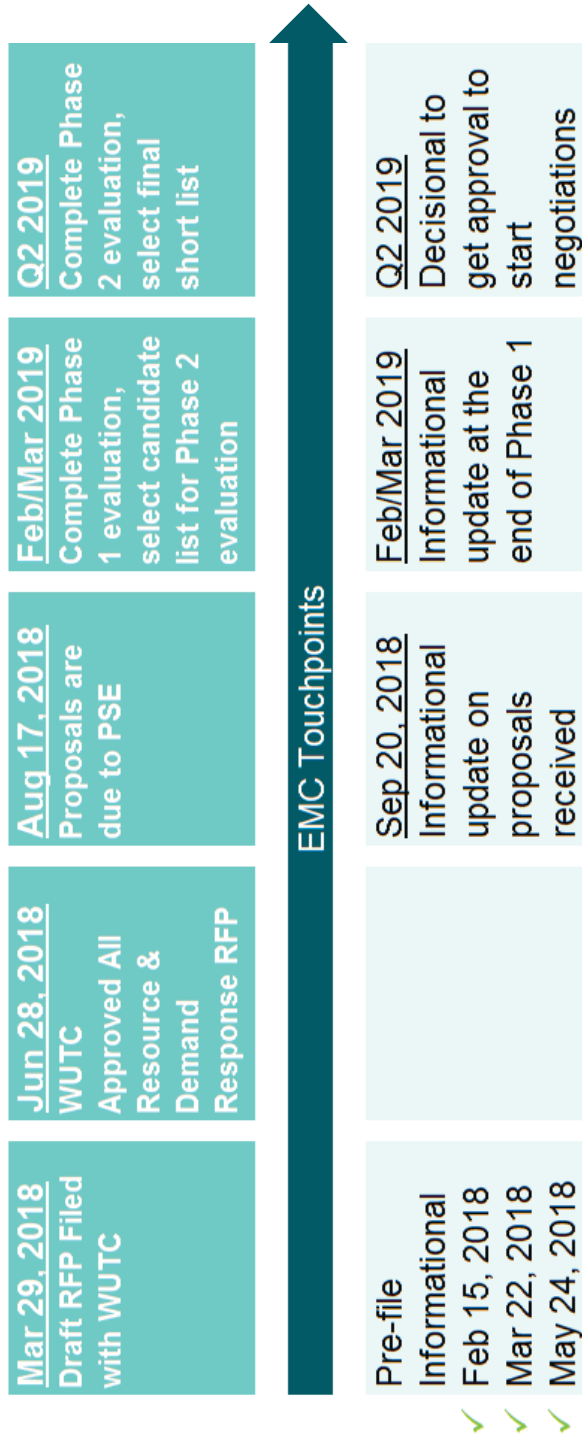 Mar 29, 2018
Draft RFP Filed
with WUTC
Jun 28, 2018
WUTC
Approved All
Resource &
Demand
Response RFP
Aug 17, 2018
Proposals are
due to PSE
Feb/Mar 2019
Complete Phase
1 evaluation,
select candidate
list for Phase 2
evaluation
Q2 2019
Complete Phase
2 evaluation,
select final
short list
EMC Touchpoints
Pre-file
Informational
✓ Feb 15, 2018
✓ Mar 22, 2018
✓ May 24, 2018
Sep 20, 2018
Informational
update on
proposals
received
Feb/Mar 2019
Informational
update at the
end of Phase 1
Q2 2019
Decisional to
get approval to
start
negotiations